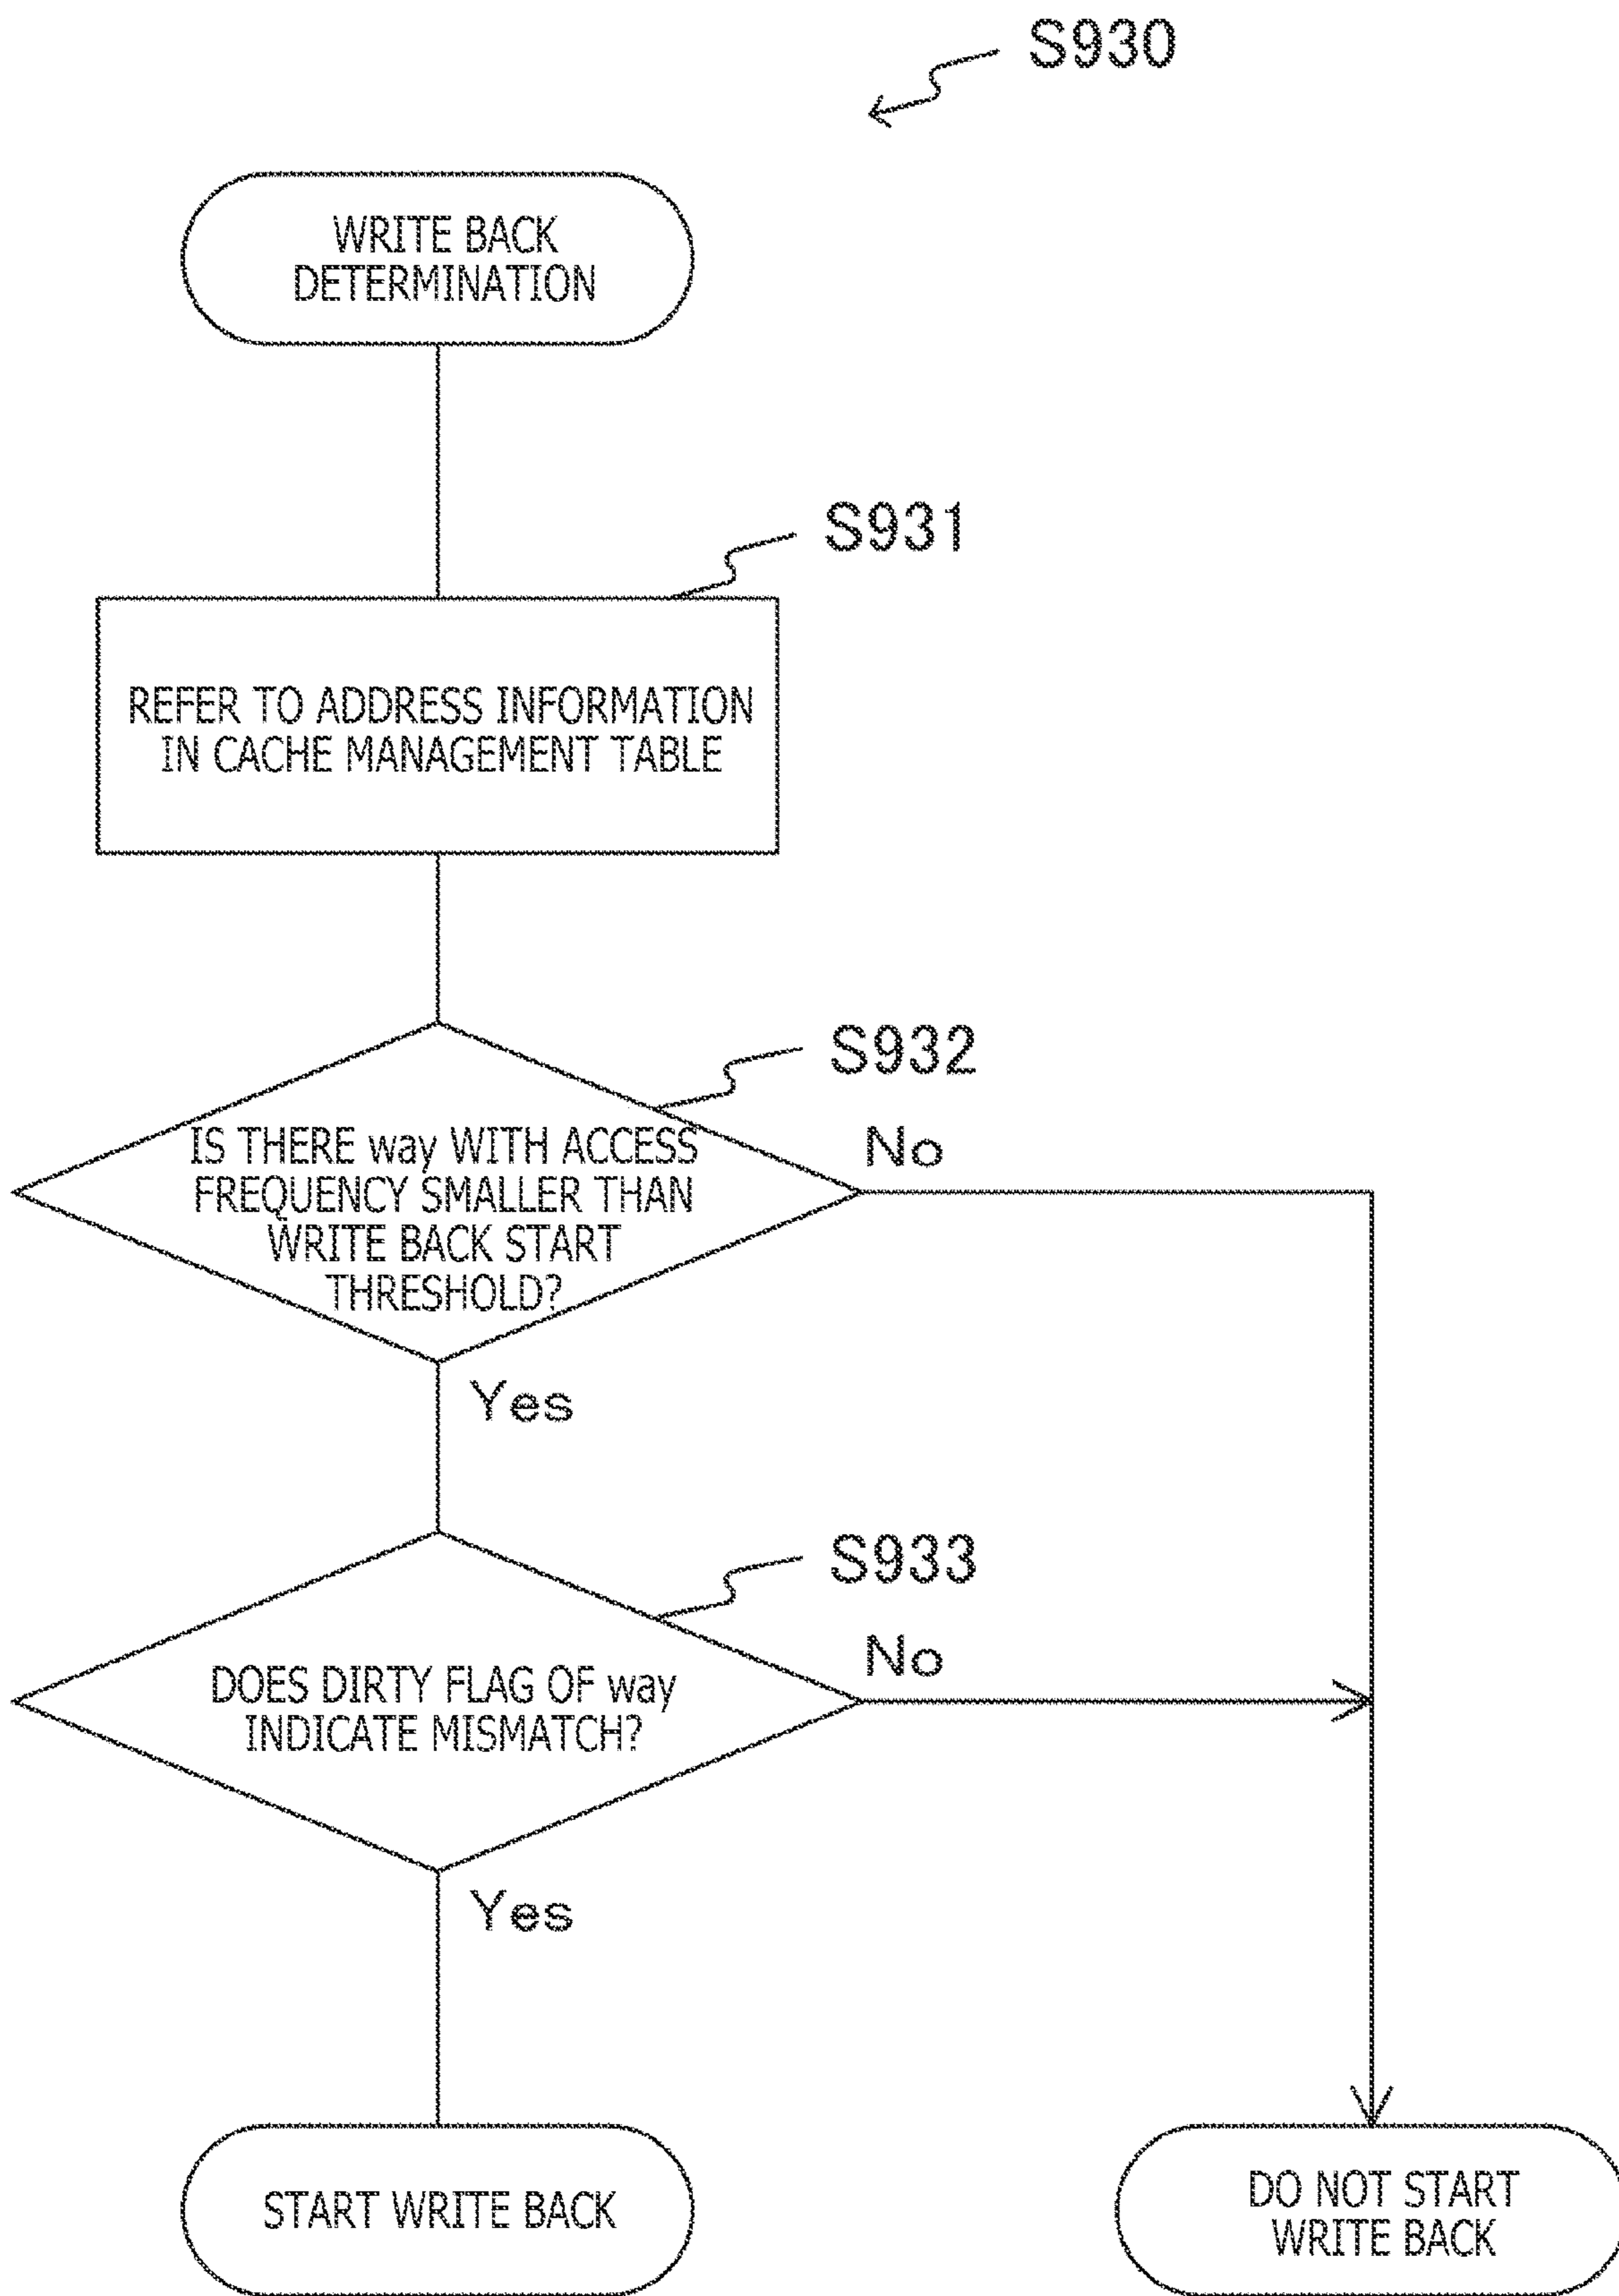 S930
WRITE BACK
DETERMINATION
S931
REFER TO ADDRESS INFORMATION
IN CACHE MANAGEMENT TABLE
S932
IS THERE way WITH ACCESS
FREQUENCY SMALLER THAN
WRITE BACK START
THRESHOLD?
No
Yes
S933
DOES DIRTY FLAG OF way
INDICATE MISMATCH?
No
Yes
START WRITE BACK
DO NOT START
WRITE BACK